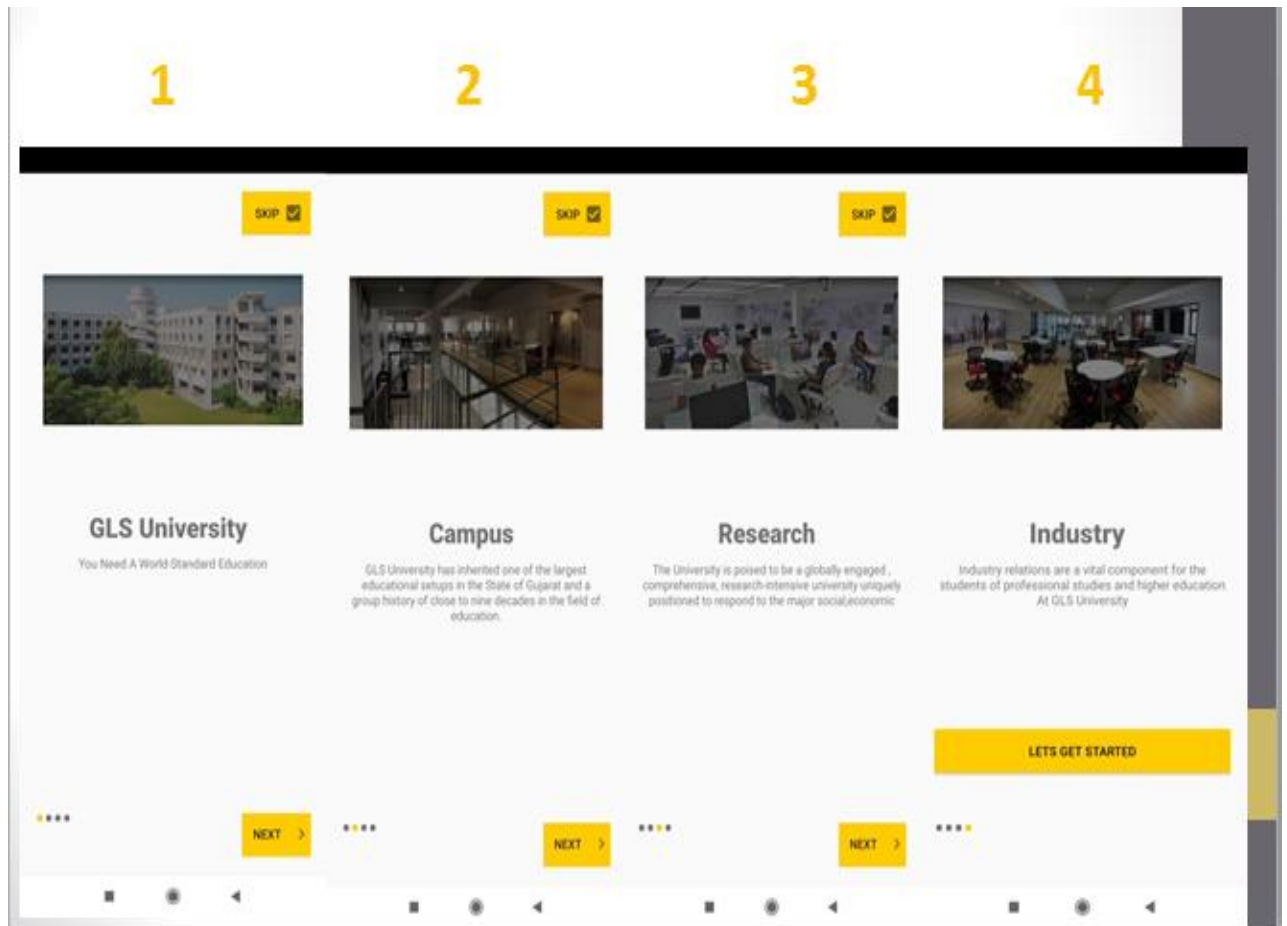 1
2
3
4
SKIP
SKIP
SKIP
GLS University
You Need A World-Standard Education
Campus
GLS University has inherited one of the largest
educational setups in the State of Gujarat and a
group history of close to nine decades in the field of
education.
Research
The University is poised to be a globally engaged ,
comprehensive, research-intensive university uniquely
positioned to respond to the major social,economic
Industry
Industry relations are a vital component for the
students of professional studies and higher education
At GLS University
LETS GET STARTED
NEXT
NEXT
NEXT